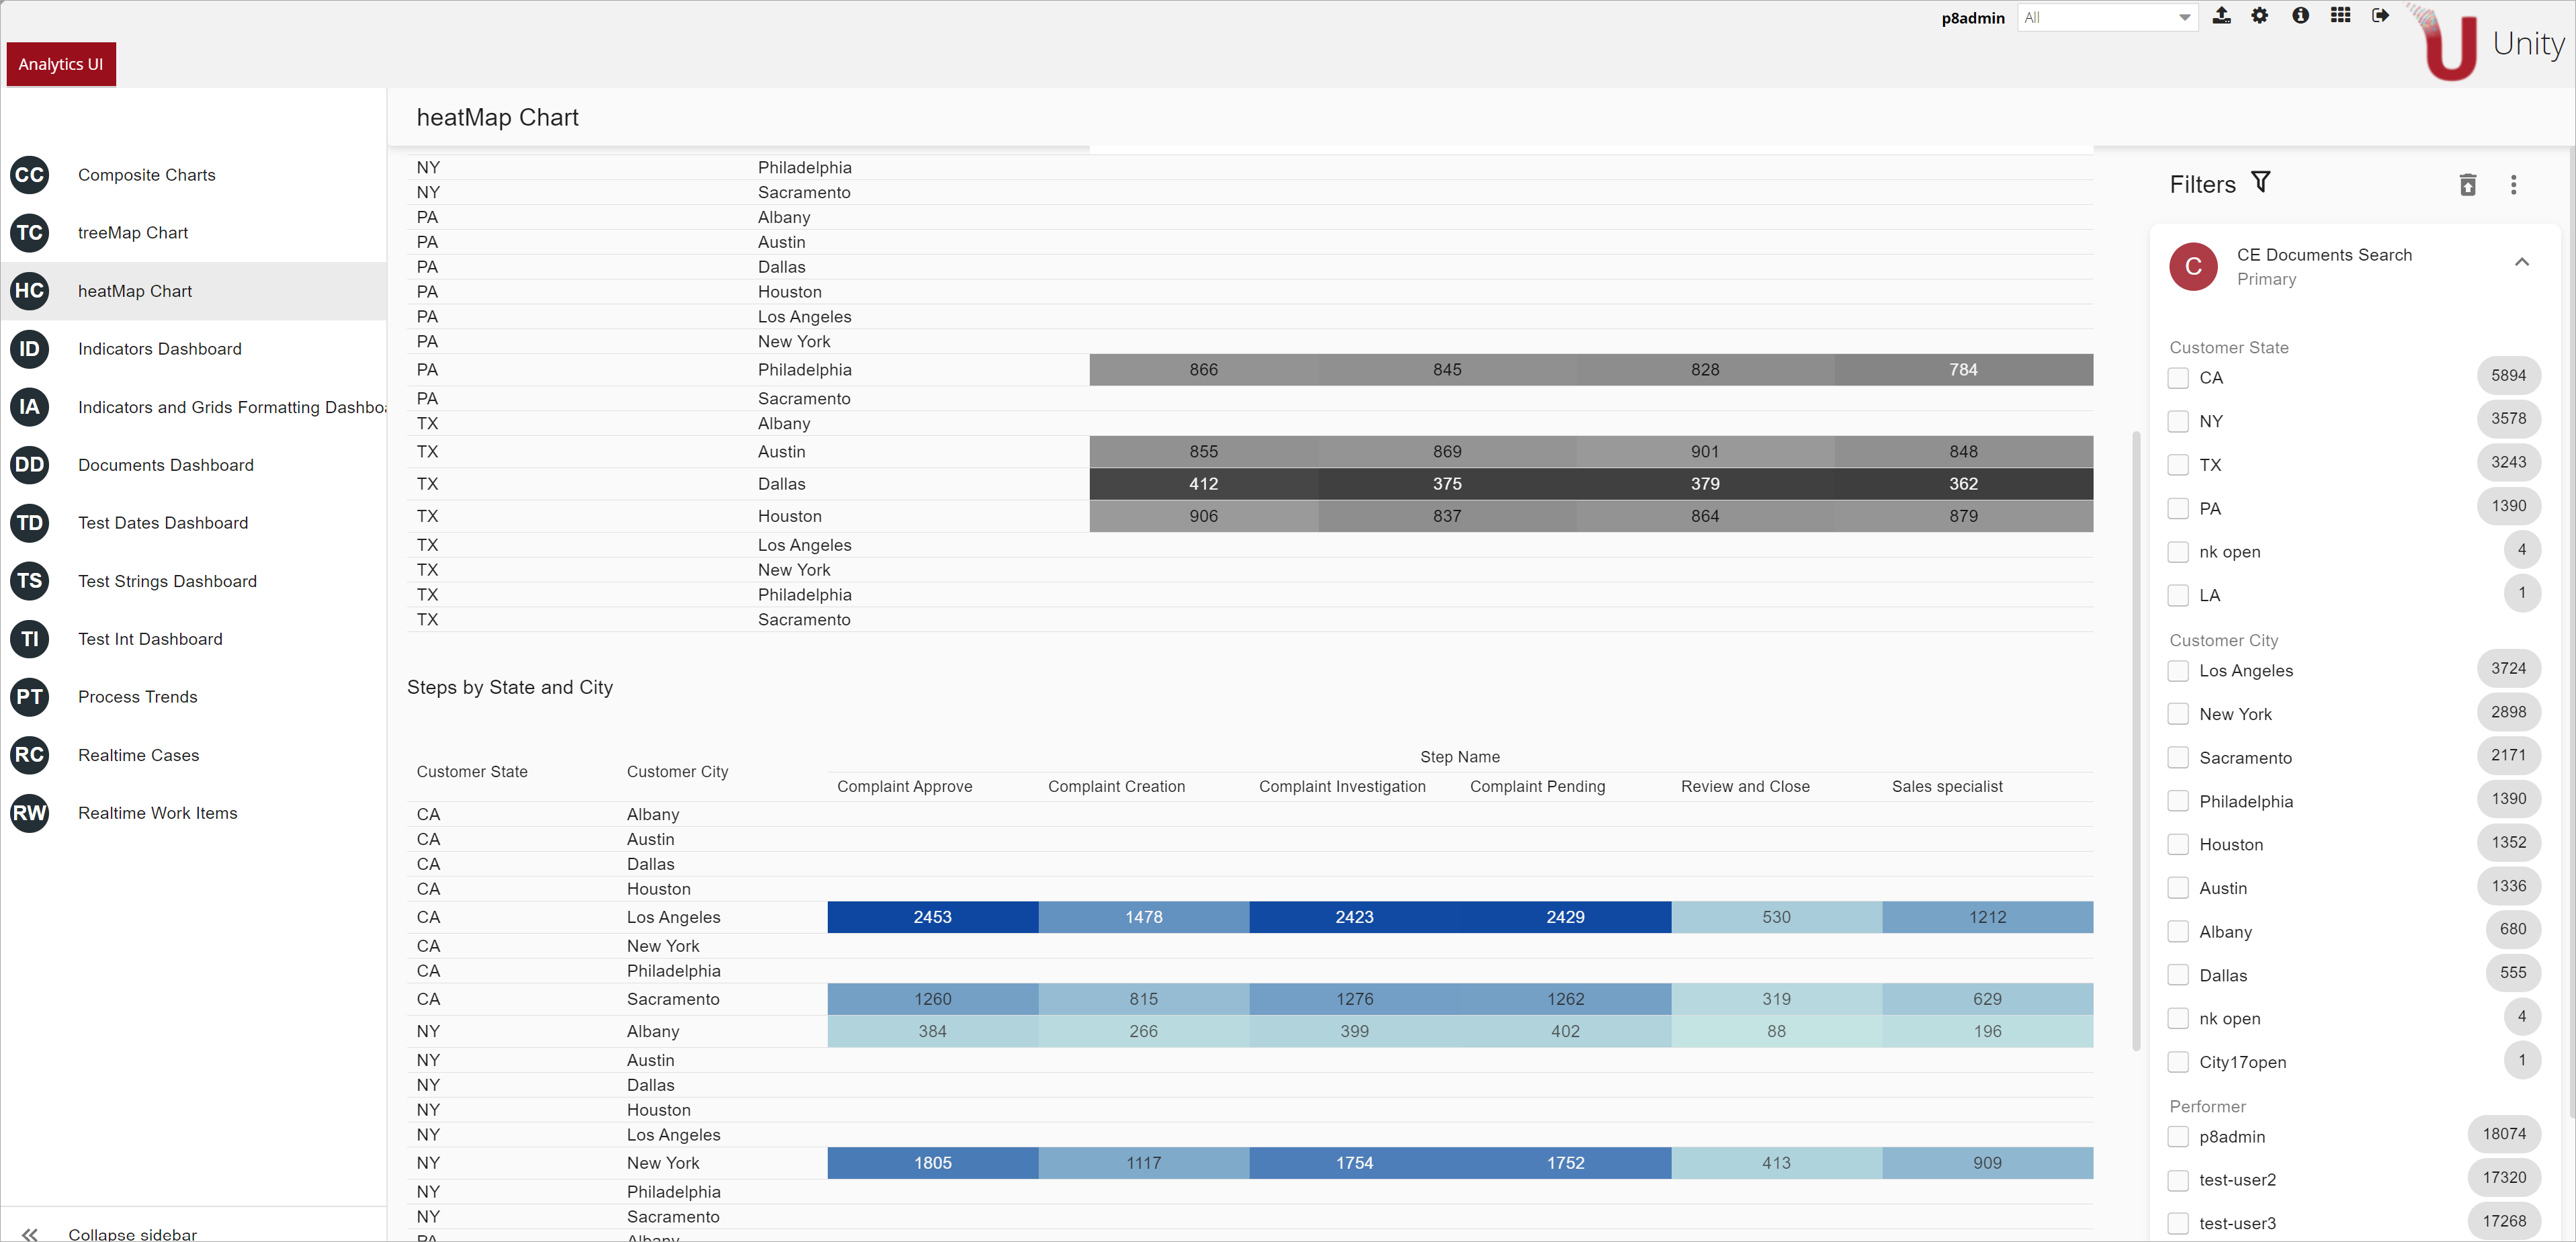 p8admin All Unity
Analytics UI
CC Composite Charts
TC treeMap Chart
HC heatMap Chart
ID Indicators Dashboard
IA Indicators and Grids Formatting Dashbo
DD Documents Dashboard
TD Test Dates Dashboard
TS Test Strings Dashboard
TI Test Int Dashboard
PT Process Trends
RC Realtime Cases
RW Realtime Work Items
Collapse sidebar
heatMap Chart
NY Philadelphia
NY Sacramento
PA Albany
PA Austin
PA Dallas
PA Houston
PA Los Angeles
PA New York
PA Philadelphia 866 845 828 784
PA Sacramento
TX Albany
TX Austin 855 869 901 848
TX Dallas 412 375 379 362
TX Houston 906 837 864 879
TX Los Angeles
TX New York
TX Philadelphia
TX Sacramento
Steps by State and City
Step Name
Customer State Customer City
Complaint Approve Complaint Creation Complaint Investigation Complaint Pending Review and Close Sales specialist
CA Albany
CA Austin
CA Dallas
CA Houston
CA Los Angeles 2453 1478 2423 2429 530 1212
CA New York
CA Philadelphia
CA Sacramento 1260 815 1276 1262 319 629
NY Albany 384 266 399 402 88 196
NY Austin
NY Dallas
NY Houston
NY Los Angeles
NY New York 1805 1117 1754 1752 413 909
NY Philadelphia
NY Sacramento
PA Albany
Filters
C CE Documents Search
Primary
Customer State
CA 5894
NY 3578
TX 3243
PA 1390
nk open 4
LA 1
Customer City
Los Angeles 3724
New York 2898
Sacramento 2171
Philadelphia 1390
Houston 1352
Austin 1336
Albany 680
Dallas 555
nk open 4
City17open 1
Performer
p8admin 18074
test-user2 17320
test-user3 17268